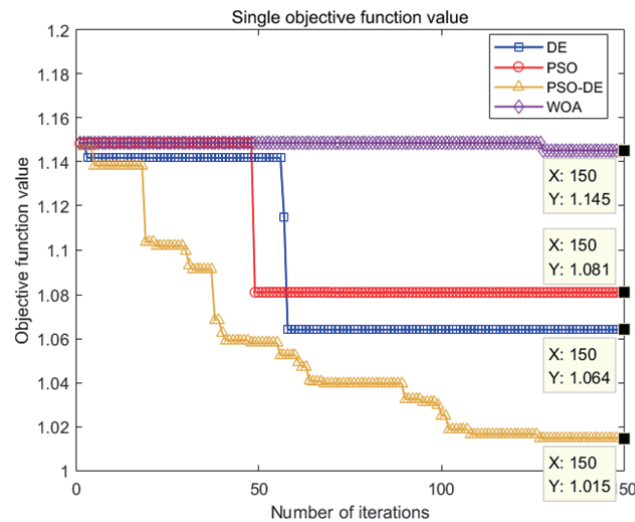 Single objective function value
1.2
1.18
1.16
1.14
1.12
1.1
1.08
1.06
1.04
1.02
1
Objective function value
DE
PSO
PSO-DE
WOA
X: 150
Y: 1.145
X: 150
Y: 1.081
X: 150
Y: 1.064
X: 150
Y: 1.015
0
50
100
50
Number of iterations